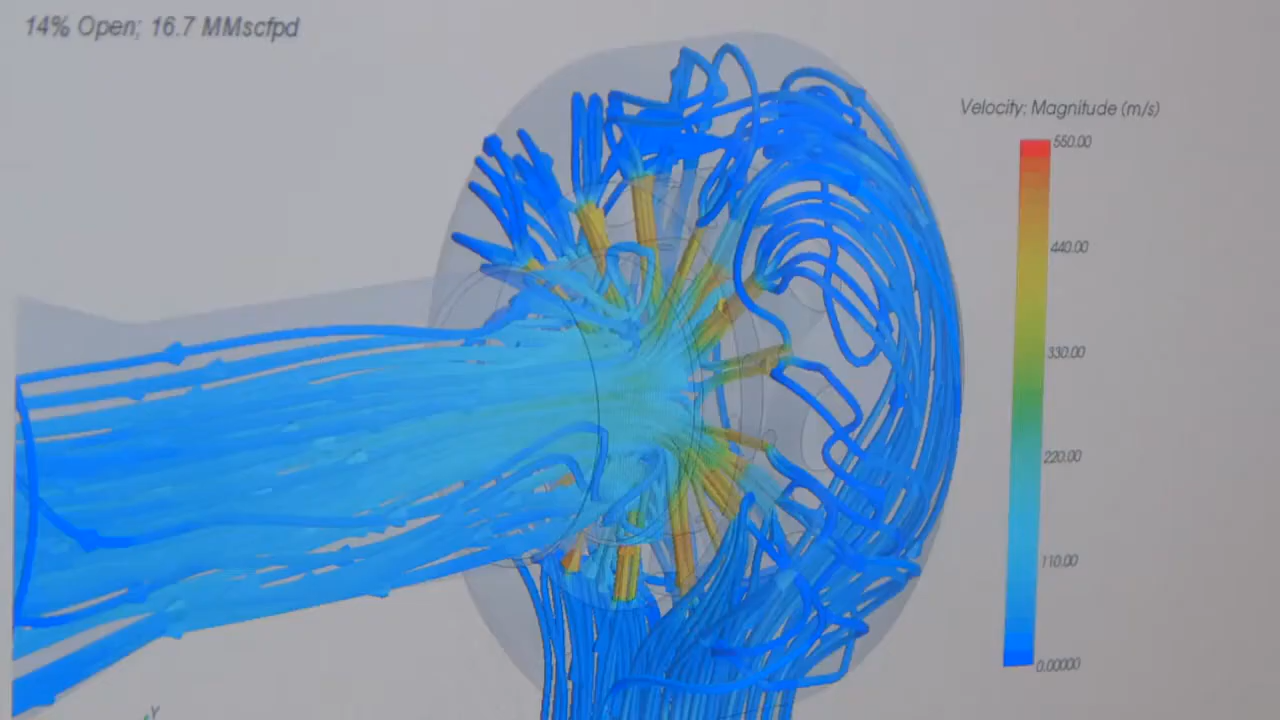 14% Open; 16.7 MMscfpd
Velocity: Magnitude (m/s)
550.00
440.00
330.00
220.00
110.00
0.00000
Y